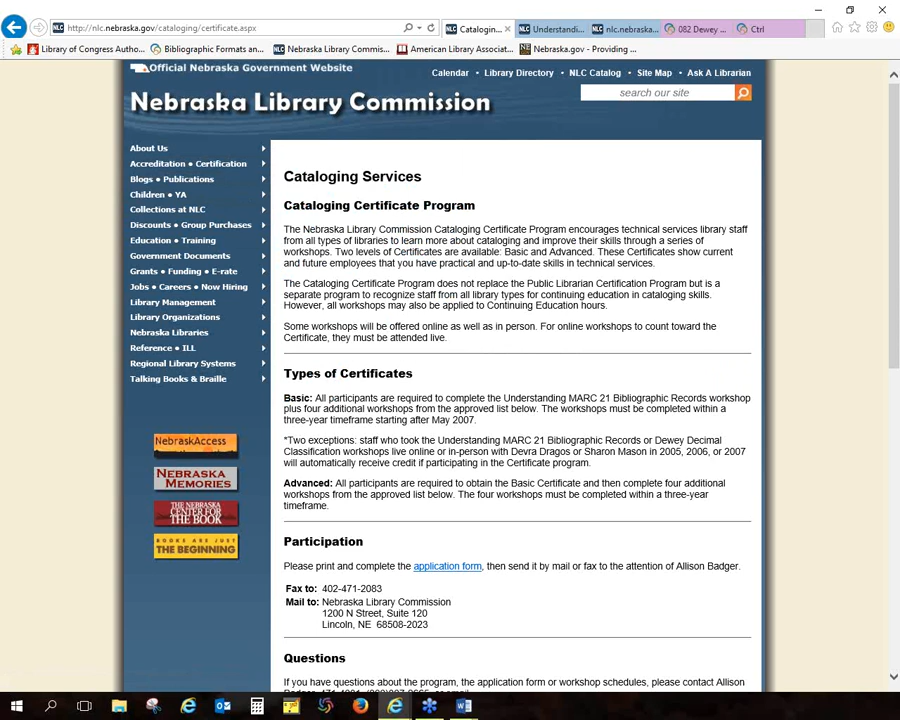 http://nlc.nebraska.gov/cataloging/certificate.aspx
Catalogin...
Understandi...
nlc.nebraska...
082 Dewey ...
Ctrl
Library of Congress Autho...
Bibliographic Formats an...
Nebraska Library Commis...
American Library Associat...
Nebraska.gov - Providing ...
Official Nebraska Government Website
Calendar • Library Directory • NLC Catalog • Site Map • Ask A Librarian
Nebraska Library Commission
search our site
About Us
Accreditation ● Certification
Blogs ● Publications
Children ● YA
Collections at NLC
Discounts ● Group Purchases
Education ● Training
Government Documents
Grants ● Funding ● E-rate
Jobs ● Careers ● Now Hiring
Library Management
Library Organizations
Nebraska Libraries
Reference ● ILL
Regional Library Systems
Talking Books & Braille
NebraskAccess
NEBRASKA
MEMORIES
THE NEBRASKA
CENTER FOR
THE BOOK
BOOKS ARE JUST
THE BEGINNING
Cataloging Services
Cataloging Certificate Program
The Nebraska Library Commission Cataloging Certificate Program encourages technical services library staff
from all types of libraries to learn more about cataloging and improve their skills through a series of
workshops. Two levels of Certificates are available: Basic and Advanced. These Certificates show current
and future employees that you have practical and up-to-date skills in technical services.
The Cataloging Certificate Program does not replace the Public Librarian Certification Program but is a
separate program to recognize staff from all library types for continuing education in cataloging skills.
However, all workshops may also be applied to Continuing Education hours.
Some workshops will be offered online as well as in person. For online workshops to count toward the
Certificate, they must be attended live.
Types of Certificates
Basic: All participants are required to complete the Understanding MARC 21 Bibliographic Records workshop
plus four additional workshops from the approved list below. The workshops must be completed within a
three-year timeframe starting after May 2007.
*Two exceptions: staff who took the Understanding MARC 21 Bibliographic Records or Dewey Decimal
Classification workshops live online or in-person with Devra Dragos or Sharon Mason in 2005, 2006, or 2007
will automatically receive credit if participating in the Certificate program.
Advanced: All participants are required to obtain the Basic Certificate and then complete four additional
workshops from the approved list below. The four workshops must be completed within a three-year
timeframe.
Participation
Please print and complete the application form, then send it by mail or fax to the attention of Allison Badger.
Fax to: 402-471-2083
Mail to: Nebraska Library Commission
1200 N Street, Suite 120
Lincoln, NE 68508-2023
Questions
If you have questions about the program, the application form or workshop schedules, please contact Allison